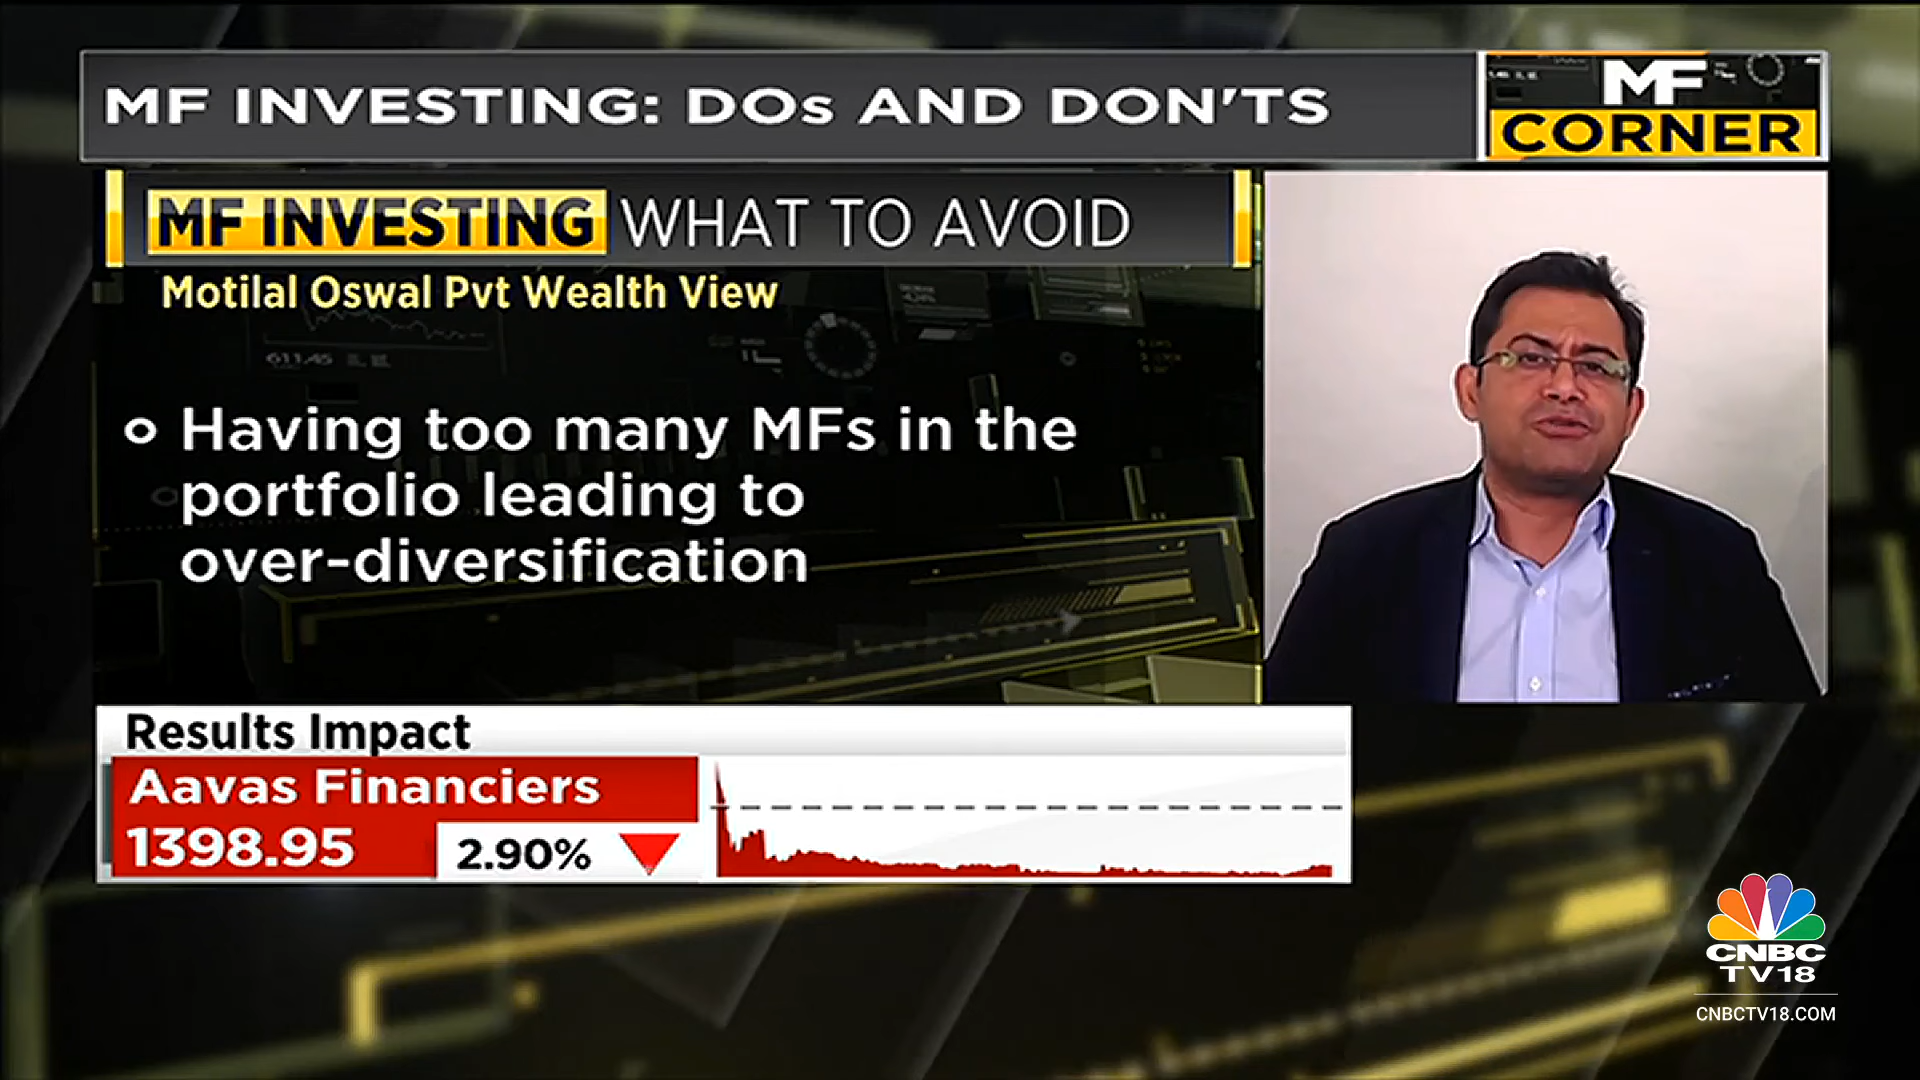 MF INVESTING: DOs AND DON'TS
MF
CORNER
MF INVESTING WHAT TO AVOID
Motilal Oswal Pvt Wealth View
611.45
Having too many MFs in the
portfolio leading to
over-diversification
Results Impact
Aavas Financiers
1398.95
2.90%
CNBC
TV18
CNBCTV18.COM